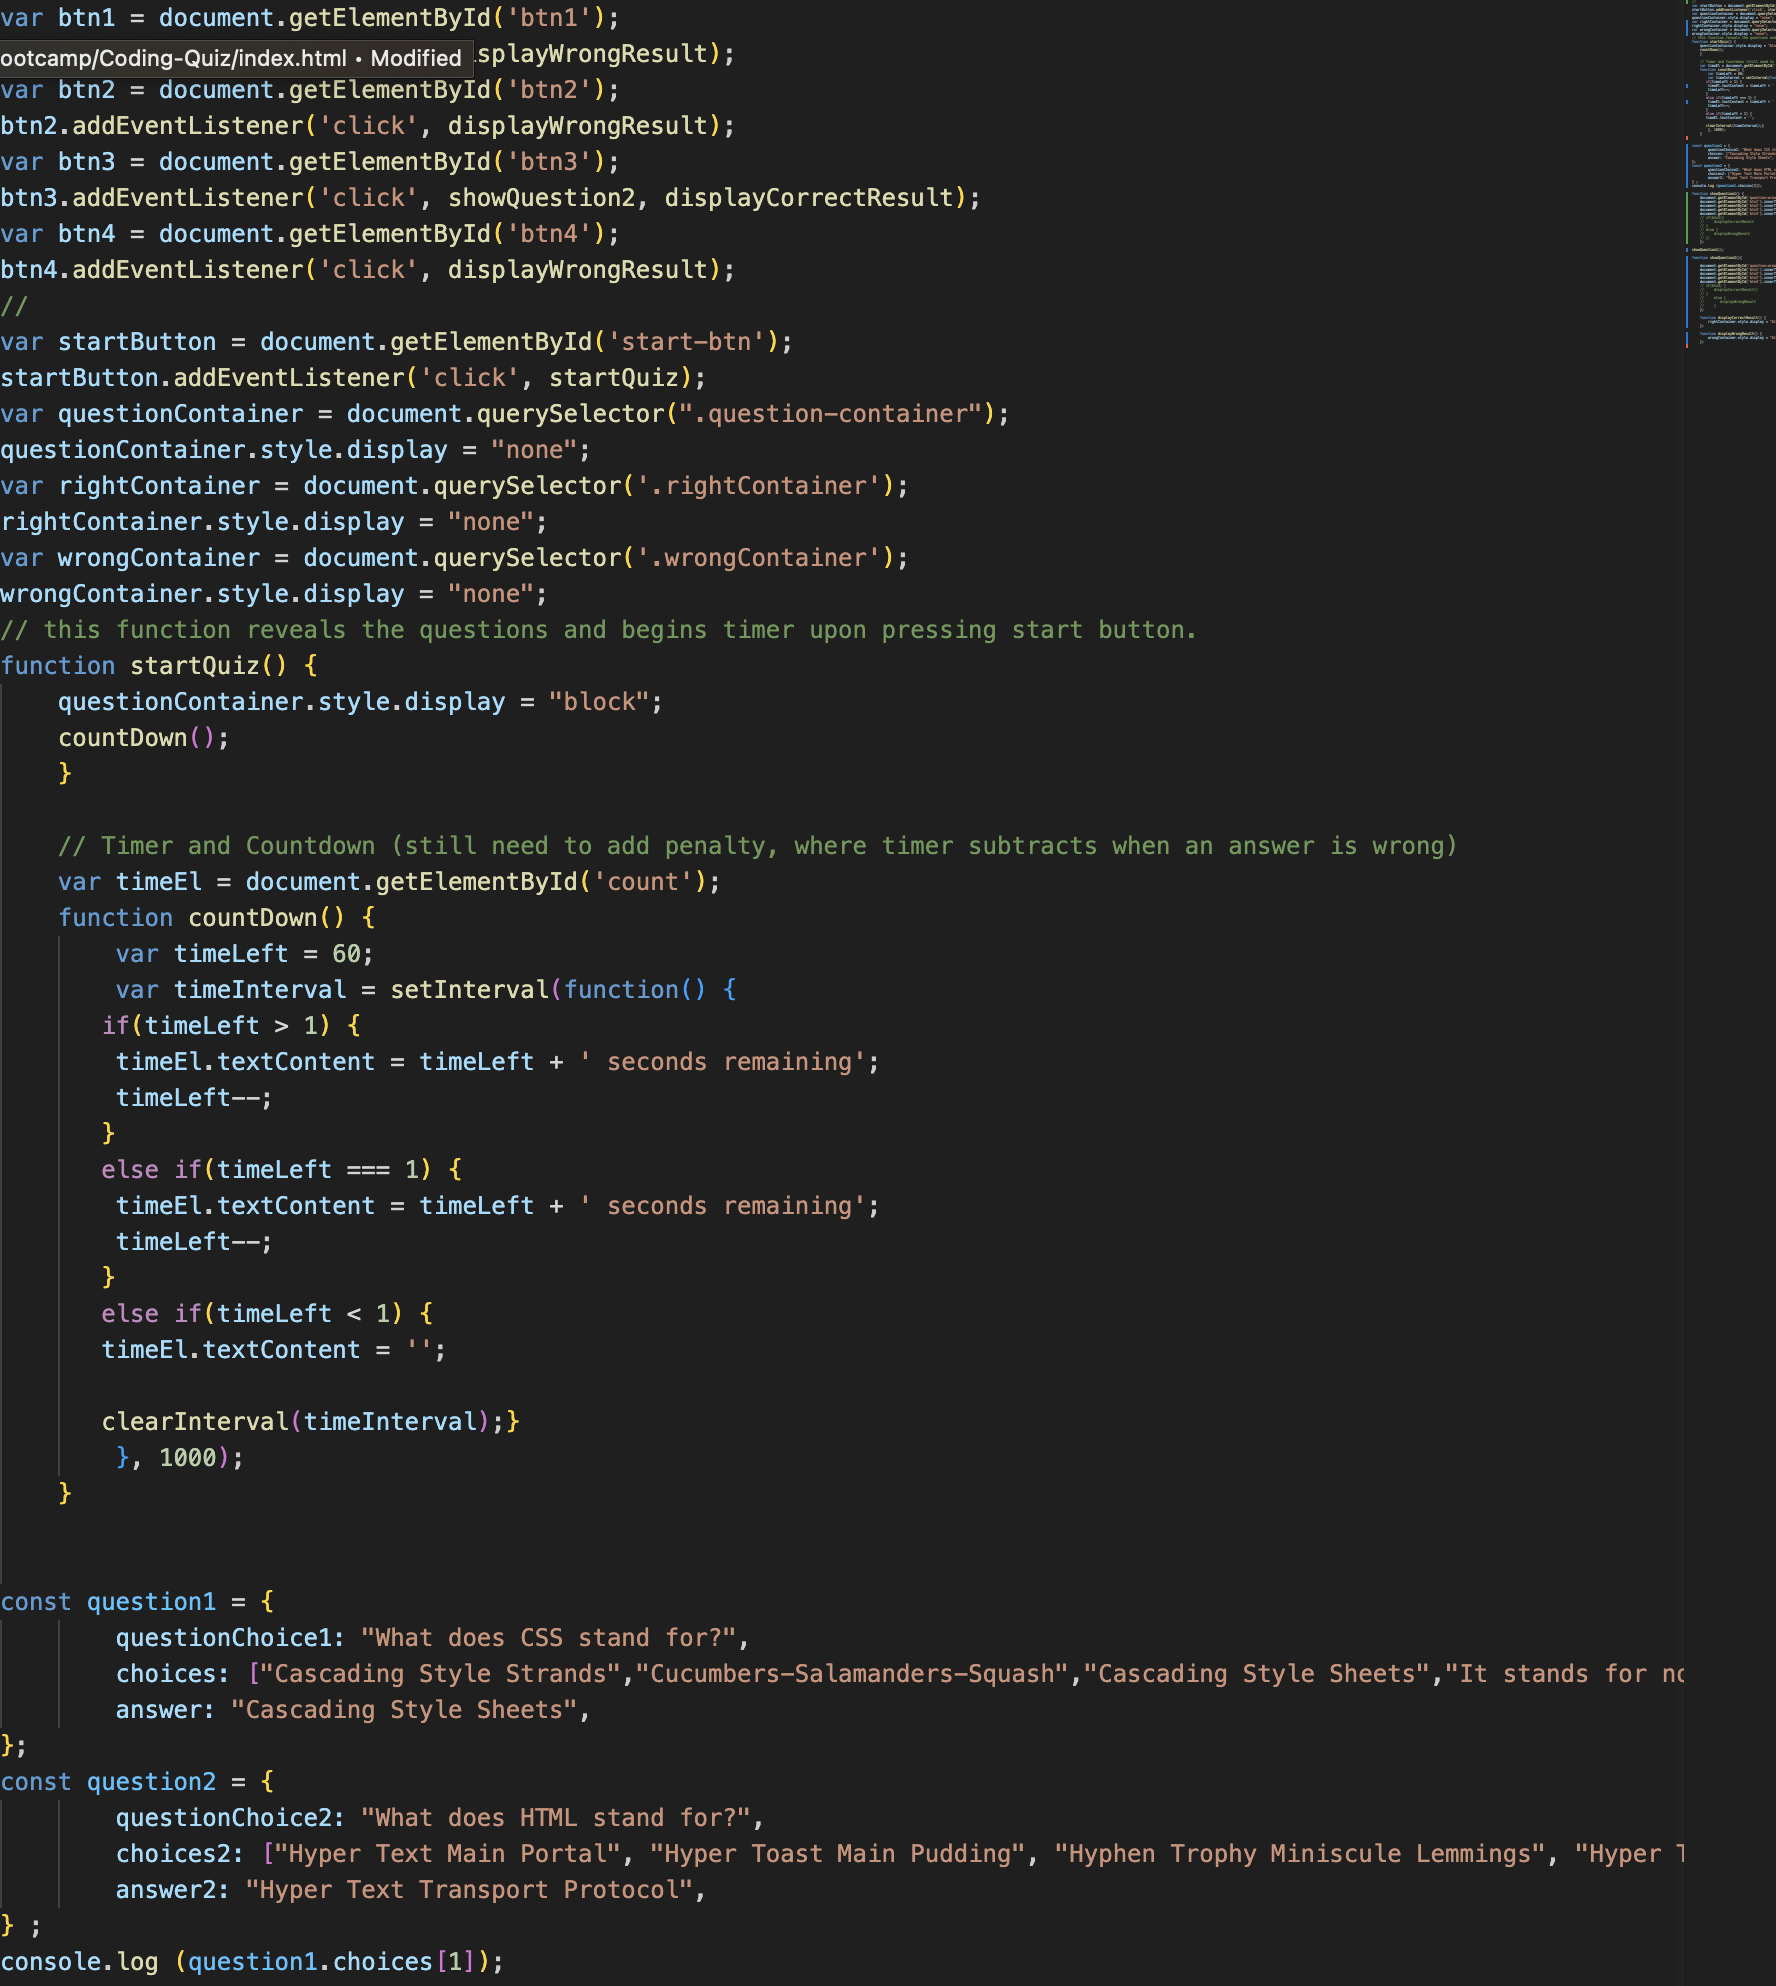 var btn1 = document.getElementById('btn1');
ootcamp/Coding-Quiz/index.html • Modified
splayWrongResult);
var btn2 = document.getElementById('btn2');
btn2.addEventListener('click', displayWrongResult);
var btn3 = document.getElementById('btn3');
btn3.addEventListener('click', showQuestion2, displayCorrectResult);
var btn4 = document.getElementById('btn4');
btn4.addEventListener('click', displayWrongResult);
//
var startButton = document.getElementById('start-btn');
startButton.addEventListener('click', startQuiz);
var questionContainer = document.querySelector(".question-container");
questionContainer.style.display = "none";
var rightContainer = document.querySelector('.rightContainer');
rightContainer.style.display = "none";
var wrongContainer = document.querySelector('.wrongContainer');
wrongContainer.style.display = "none";
// this function reveals the questions and begins timer upon pressing start button.
function startQuiz() {
    questionContainer.style.display = "block";
    countDown();
    }
    // Timer and Countdown (still need to add penalty, where timer subtracts when an answer is wrong)
    var timeEl = document.getElementById('count');
    function countDown() {
        var timeLeft = 60;
        var timeInterval = setInterval(function() {
       if(timeLeft > 1) {
        timeEl.textContent = timeLeft + ' seconds remaining';
        timeLeft--;
       }
       else if(timeLeft === 1) {
        timeEl.textContent = timeLeft + ' seconds remaining';
        timeLeft--;
       }
       else if(timeLeft < 1) {
       timeEl.textContent = '';
       clearInterval(timeInterval);}
        }, 1000);
    }
const question1 = {
        questionChoice1: "What does CSS stand for?",
        choices: ["Cascading Style Strands","Cucumbers-Salamanders-Squash","Cascading Style Sheets","It stands for no
        answer: "Cascading Style Sheets",
};
const question2 = {
        questionChoice2: "What does HTML stand for?",
        choices2: ["Hyper Text Main Portal", "Hyper Toast Main Pudding", "Hyphen Trophy Miniscule Lemmings", "Hyper T
        answer2: "Hyper Text Transport Protocol",
} ;
console.log (question1.choices[1]);